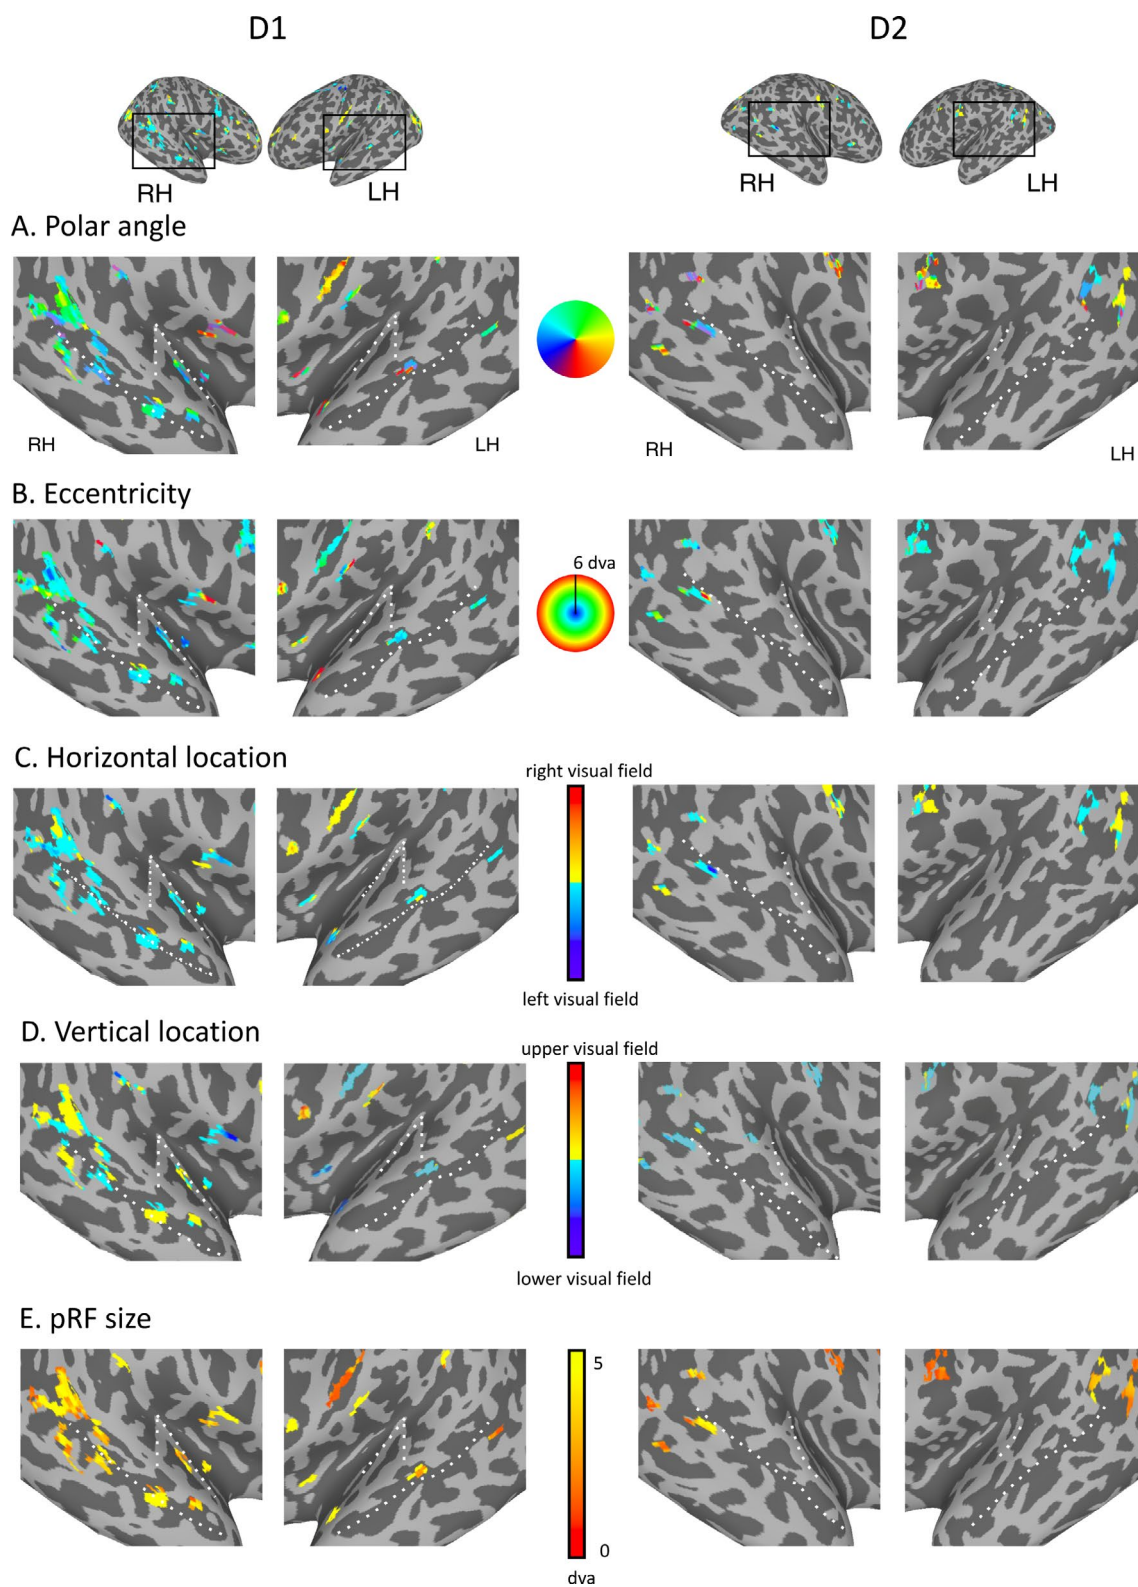 D1
D2
RH
LH
RH
LH
A. Polar angle
RH
LH
RH
LH
B. Eccentricity
6 dva
C. Horizontal location
right visual field
left visual field
D. Vertical location
upper visual field
lower visual field
E. pRF size
5
0
dva